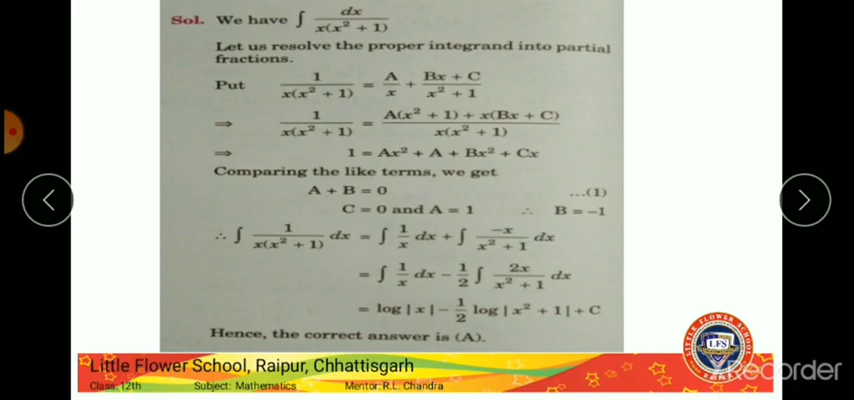 Sol. We have ∫ dx / x(x² + 1)
Let us resolve the proper integrand into partial
fractions.
Put 1 / x(x² + 1) = A / x + Bx + C / x² + 1
⇒ 1 / x(x² + 1) = A(x² + 1) + x(Bx + C) / x(x² + 1)
⇒ 1 = Ax² + A + Bx² + Cx
Comparing the like terms, we get
A + B = 0 ...(1)
C = 0 and A = 1 ∴ B = –1
∴ ∫ 1 / x(x² + 1) dx = ∫ 1 / x dx + ∫ –x / x² + 1 dx
= ∫ 1 / x dx – 1 / 2 ∫ 2x / x² + 1 dx
= log | x | – 1 / 2 log | x² + 1 | + C
Hence, the correct answer is (A).
LITTLE FLOWER SCHOOL
LFS
RAIPUR
Little Flower School, Raipur, Chhattisgarh
Class: 12th Subject: Mathematics Mentor: R.L. Chandra
Recorder